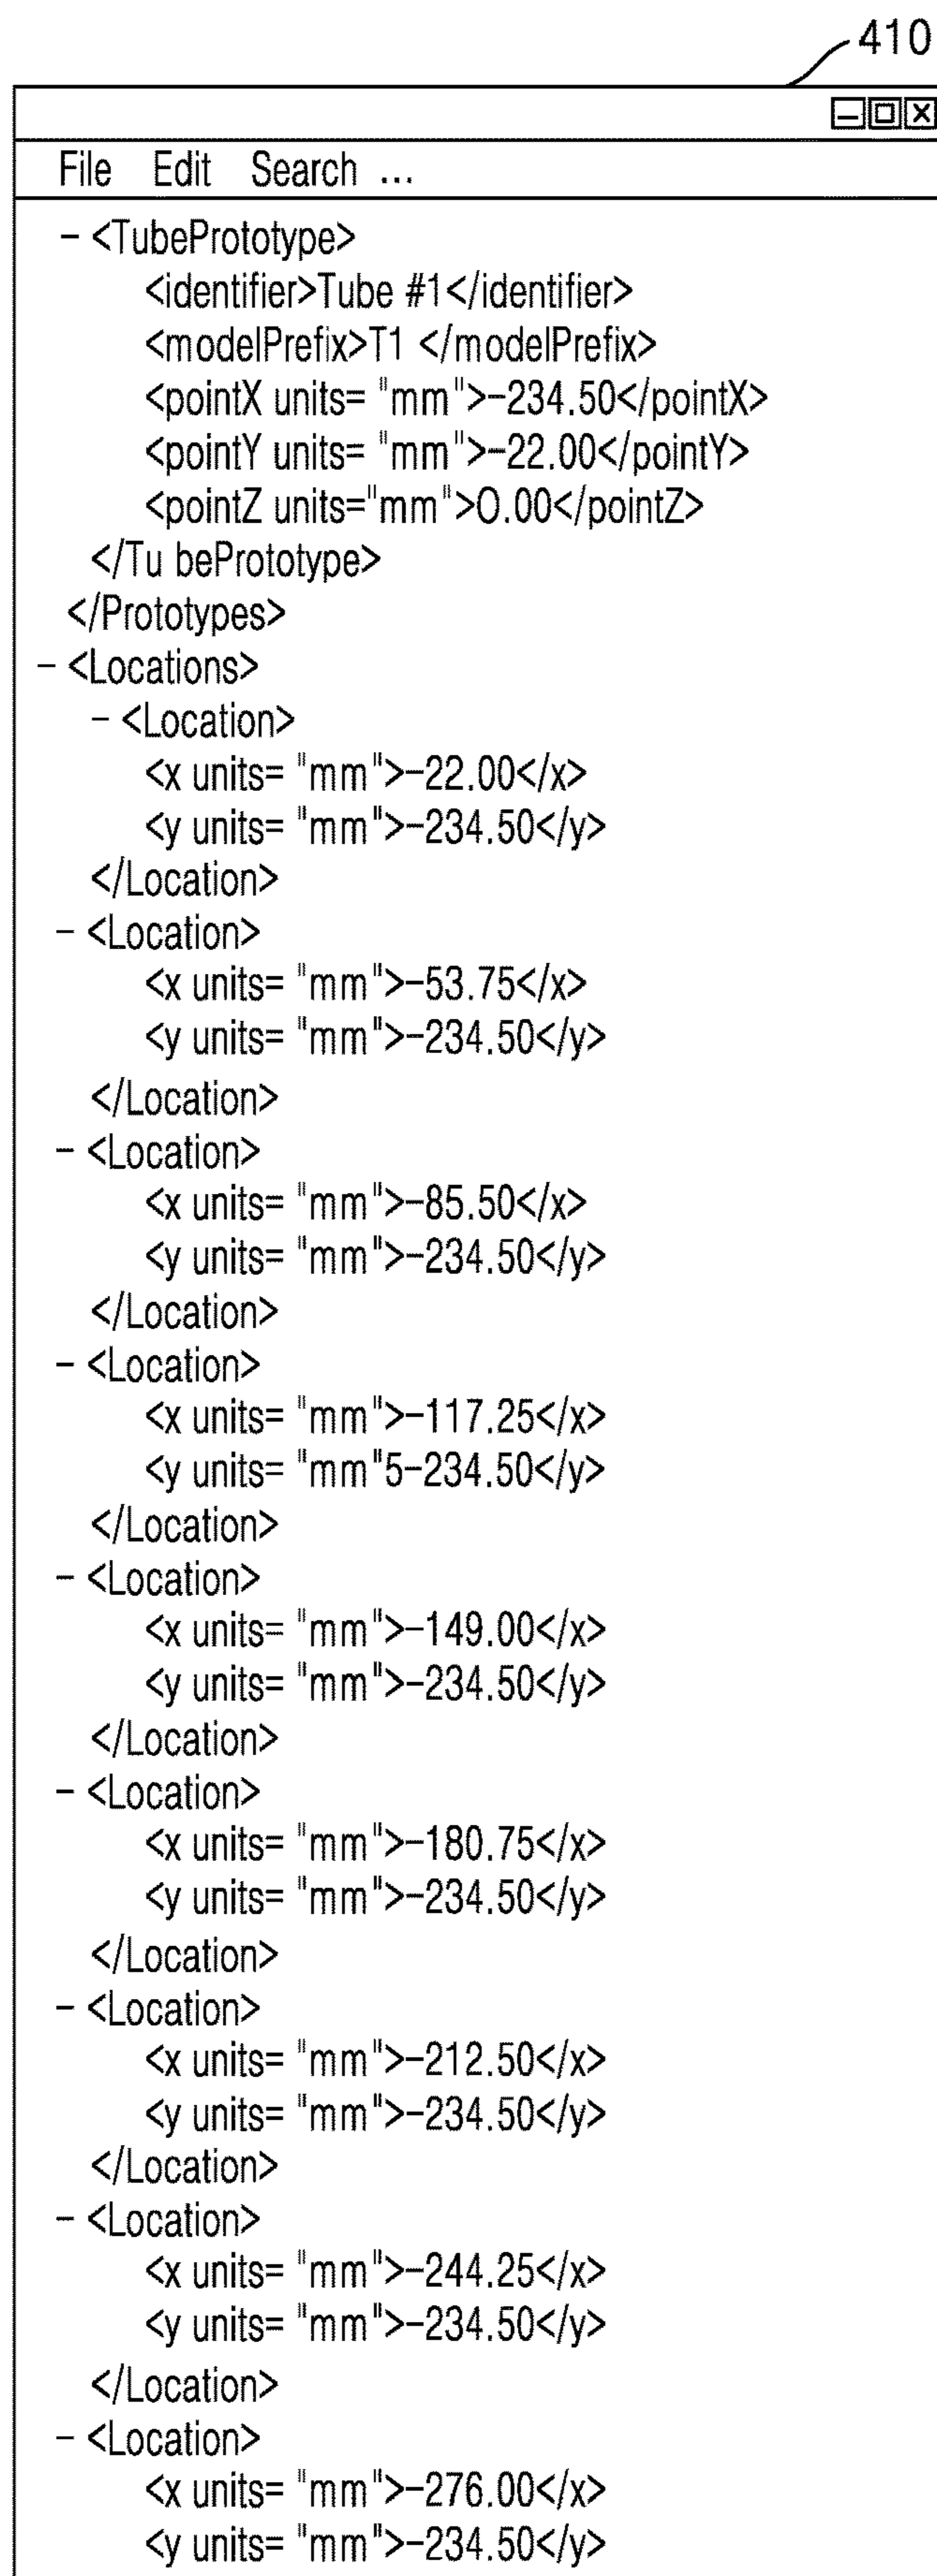 410
File Edit Search ...
− <TubePrototype>
<identifier>Tube #1</identifier>
<modelPrefix>T1 </modelPrefix>
<pointX units= "mm">−234.50</pointX>
<pointY units= "mm">−22.00</pointY>
<pointZ units="mm">O.00</pointZ>
</Tu bePrototype>
</Prototypes>
− <Locations>
− <Location>
<x units= "mm">−22.00</x>
<y units= "mm">−234.50</y>
</Location>
− <Location>
<x units= "mm">−53.75</x>
<y units= "mm">−234.50</y>
</Location>
− <Location>
<x units= "mm">−85.50</x>
<y units= "mm">−234.50</y>
</Location>
− <Location>
<x units= "mm">−117.25</x>
<y units= "mm"5−234.50</y>
</Location>
− <Location>
<x units= "mm">−149.00</x>
<y units= "mm">−234.50</y>
</Location>
− <Location>
<x units= "mm">−180.75</x>
<y units= "mm">−234.50</y>
</Location>
− <Location>
<x units= "mm">−212.50</x>
<y units= "mm">−234.50</y>
</Location>
− <Location>
<x units= "mm">−244.25</x>
<y units= "mm">−234.50</y>
</Location>
− <Location>
<x units= "mm">−276.00</x>
<y units= "mm">−234.50</y>